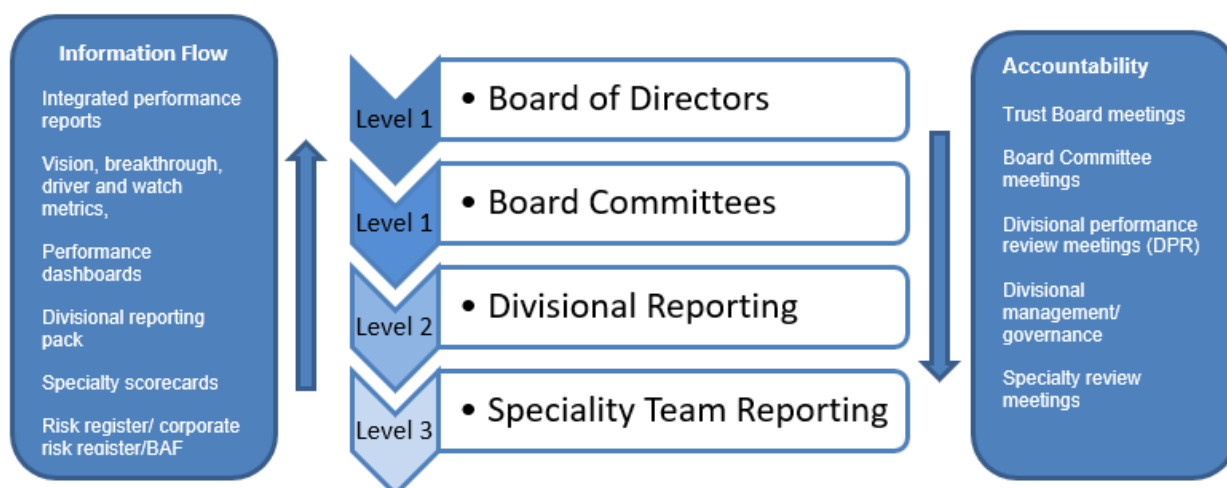 Information Flow
Integrated performance
reports
Vision, breakthrough,
driver and watch
metrics,
Performance
dashboards
Divisional reporting
pack
Specialty scorecards
Risk register/ corporate
risk register/BAF
Level 1
• Board of Directors
Level 1
• Board Committees
Level 2
• Divisional Reporting
Level 3
• Speciality Team Reporting
Accountability
Trust Board meetings
Board Committee
meetings
Divisional performance
review meetings (DPR)
Divisional
management/
governance
Specialty review
meetings